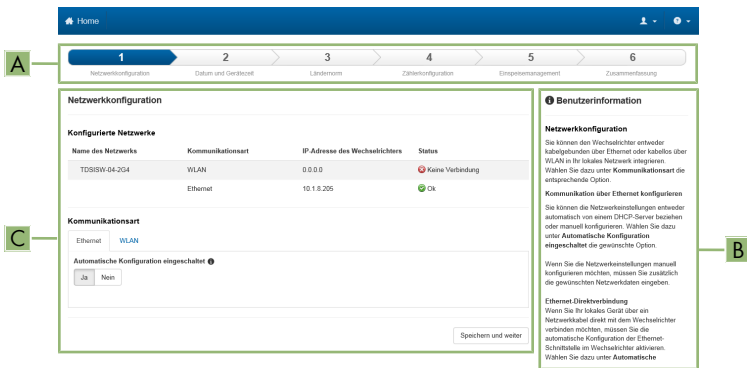 Home
A
1 2 3 4 5 6
Netzwerkkonfiguration Datum und Gerätezeit Ländernorm Zählerkonfiguration Einspeisemanagement Zusammenfassung
C
Netzwerkkonfiguration
Konfigurierte Netzwerke
Name des Netzwerks Kommunikationsart IP-Adresse des Wechselrichters Status
TDSISW-04-2G4 WLAN 0.0.0.0 Keine Verbindung
Ethernet 10.1.8.205 Ok
Kommunikationsart
Ethernet WLAN
Automatische Konfiguration eingeschaltet
Ja Nein
Speichern und weiter
B
Benutzerinformation
Netzwerkkonfiguration
Sie können den Wechselrichter entweder
kabelgebunden über Ethernet oder kabellos über
WLAN in Ihr lokales Netzwerk integrieren.
Wählen Sie dazu unter Kommunikationsart die
entsprechende Option.
Kommunikation über Ethernet konfigurieren
Sie können die Netzwerkeinstellungen entweder
automatisch von einem DHCP-Server beziehen
oder manuell konfigurieren. Wählen Sie dazu
unter Automatische Konfiguration
eingeschaltet die gewünschte Option.
Wenn Sie die Netzwerkeinstellungen manuell
konfigurieren möchten, müssen Sie zusätzlich
die gewünschten Netzwerkdaten eingeben.
Ethernet-Direktverbindung
Wenn Sie Ihr lokales Gerät über ein
Netzwerkkabel direkt mit dem Wechselrichter
verbinden möchten, müssen Sie die
automatische Konfiguration der Ethernet-
Schnittstelle im Wechselrichter aktivieren.
Wählen Sie dazu unter Automatische